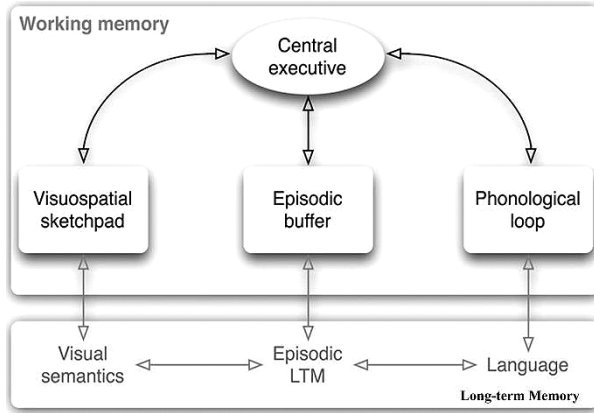 Working memory
Central
executive
Visuospatial
sketchpad
Episodic
buffer
Phonological
loop
Visual
semantics
Episodic
LTM
Language
Long-term Memory